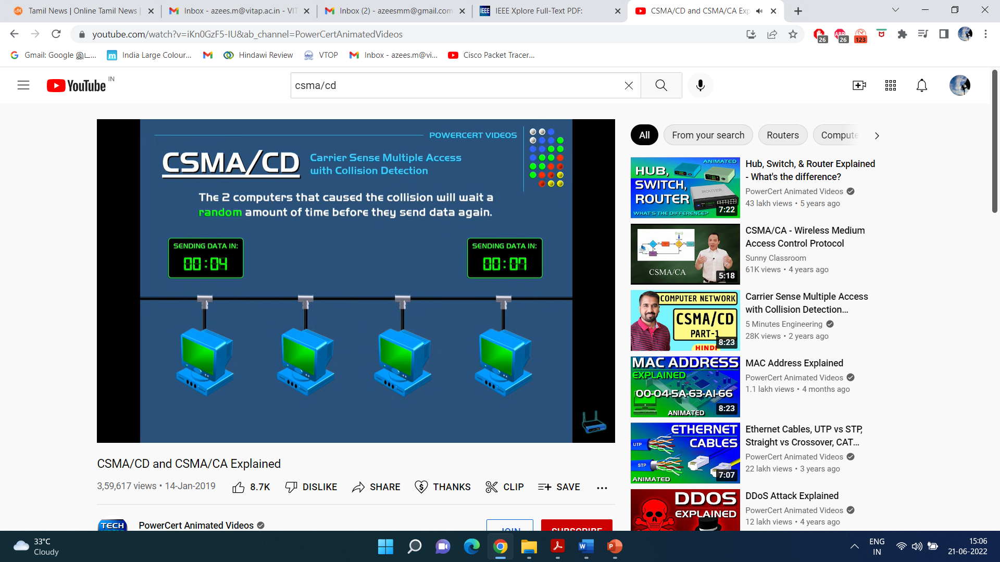 Tamil News | Online Tamil News |
Inbox - azees.m@vitap.ac.in - VIT
Inbox (2) - azeesmm@gmail.com
IEEE IEEE Xplore Full-Text PDF:
CSMA/CD and CSMA/CA Exp
youtube.com/watch?v=iKn0GzF5-IU&ab_channel=PowerCertAnimatedVideos
26
ABP
26
123
Gmail: Google இட...
m India Large Colour...
Hindawi Review
VTOP
Inbox - azees.m@vi...
Cisco Packet Tracer...
YouTube IN
csma/cd
POWERCERT VIDEOS
CSMA/CD
Carrier Sense Multiple Access
with Collision Detection
The 2 computers that caused the collision will wait a
random amount of time before they send data again.
SENDING DATA IN:
00:04
SENDING DATA IN:
00:07
CSMA/CD and CSMA/CA Explained
3,59,617 views • 14-Jan-2019
8.7K
DISLIKE
SHARE
THANKS
CLIP
SAVE
TECH
PowerCert Animated Videos
JOIN
SUBSCRIBE
All
From your search
Routers
Compute
ANIMATED
HUB,
SWITCH,
ROUTER
ROUTER
WHAT'S THE DIFFERENCE?
7:22
Hub, Switch, & Router Explained
- What's the difference?
PowerCert Animated Videos
43 lakh views • 5 years ago
CSMA/CA
5:18
CSMA/CA - Wireless Medium
Access Control Protocol
Sunny Classroom
61K views • 4 years ago
COMPUTER NETWORK
CSMA/CD
PART-1
HINDI
8:23
Carrier Sense Multiple Access
with Collision Detection...
5 Minutes Engineering
28K views • 2 years ago
MAC ADDRESS
EXPLAINED
00-04-5A-63-A1-66
ANIMATED
8:23
MAC Address Explained
PowerCert Animated Videos
1.1 lakh views • 4 months ago
ETHERNET
CABLES
UTP
STP
ANIMATED
7:07
Ethernet Cables, UTP vs STP,
Straight vs Crossover, CAT...
PowerCert Animated Videos
22 lakh views • 3 years ago
DDOS
EXPLAINED
DDoS Attack Explained
PowerCert Animated Videos
12 lakh views • 4 years ago
33°C
Cloudy
ENG
IN
15:06
21-06-2022